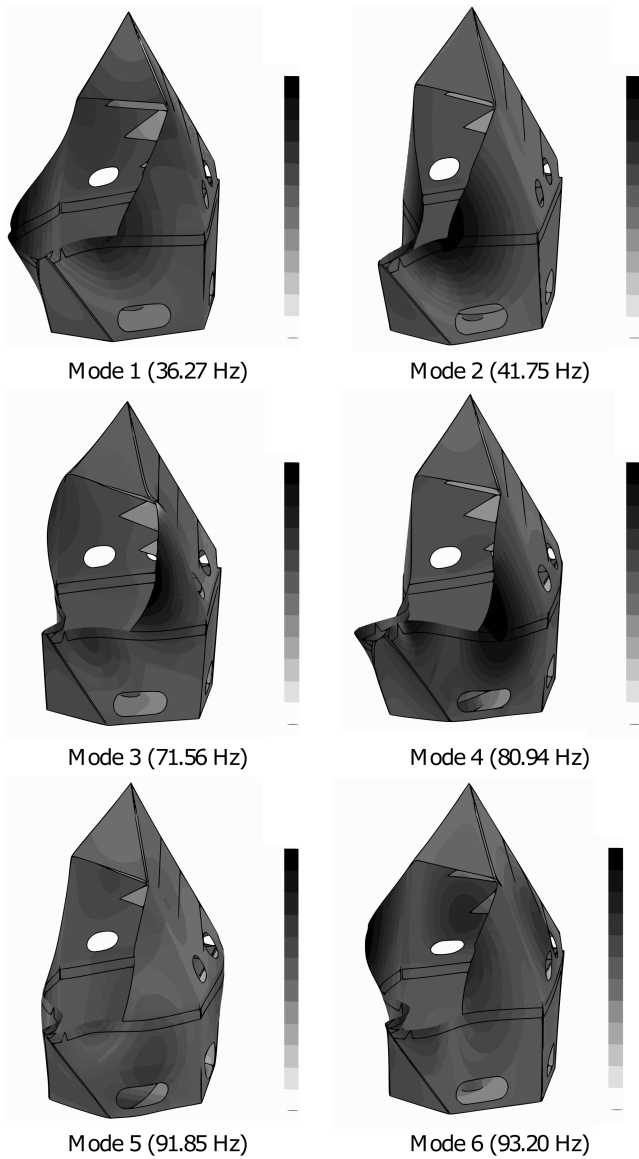 Mode 1 (36.27 Hz)
Mode 2 (41.75 Hz)
Mode 3 (71.56 Hz)
Mode 4 (80.94 Hz)
Mode 5 (91.85 Hz)
Mode 6 (93.20 Hz)